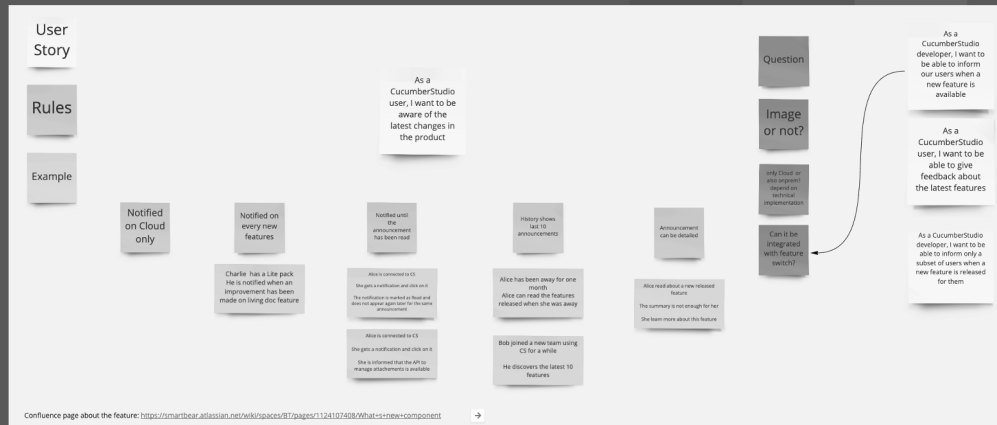 User
Story
Rules
Example
As a
CucumberStudio
user, I want to be
aware of the
latest changes in
the product
Notified
on Cloud
only
Notified on
every new
features
Charlie has a Lite pack
He is notified when an
improvement has been
made on living doc feature
Notified until
the
announcement
has been read
Alice is connected to CS
She gets a notification and click on it
The notification is marked as Read and
does not appear again later for the same
announcement
Alice is connected to CS
She gets a notification and click on it
She is informed that the API to
manage attachements is available
History shows
last 10
announcements
Alice has been away for one
month
Alice can read the features
released when she was away
Bob joined a new team using
CS for a while
He discovers the latest 10
features
Announcement
can be detailed
Alice read about a new released
feature
The summary is not enough for her
She learn more about this feature
Question
Image
or not?
only Cloud or
also onprem?
depend on
technical
implementation
Can it be
integrated
with feature
switch?
As a
CucumberStudio
developer, I want to
be able to inform
our users when a
new feature is
available
As a
CucumberStudio
user, I want to be
able to give
feedback about
the latest features
As a CucumberStudio
developer, I want to be
able to inform only a
subset of users when a
new feature is released
for them
Confluence page about the feature: https://smartbear.atlassian.net/wiki/spaces/BT/pages/1124107408/What+s+new+component